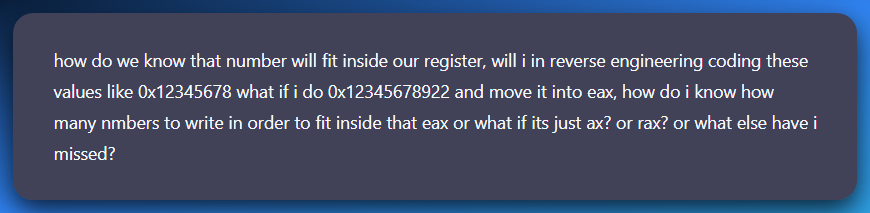 how do we know that number will fit inside our register, will i in reverse engineering coding these
values like 0x12345678 what if i do 0x12345678922 and move it into eax, how do i know how
many nmbers to write in order to fit inside that eax or what if its just ax? or rax? or what else have i
missed?